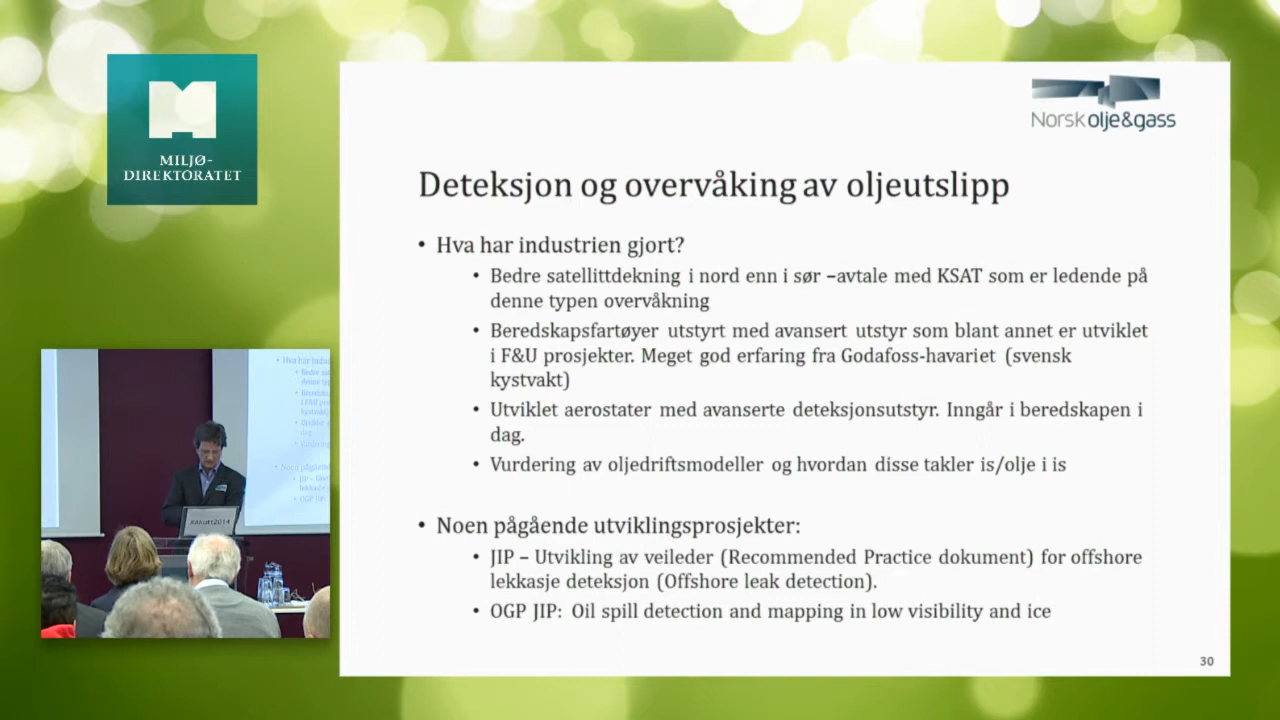 MILJØ-
DIREKTORATET
Norsk olje&gass
Deteksjon og overvåking av oljeutslipp
• Hva har industrien gjort?
• Bedre satellittdekning i nord enn i sør –avtale med KSAT som er ledende på
denne typen overvåkning
• Beredskapsfartøyer utstyrt med avansert utstyr som blant annet er utviklet
i F&U prosjekter. Meget god erfaring fra Godafoss-havariet (svensk
kystvakt)
• Utviklet aerostater med avanserte deteksjonsutstyr. Inngår i beredskapen i
dag.
• Vurdering av oljedriftsmodeller og hvordan disse takler is/olje i is
• Noen pågående utviklingsprosjekter:
• JIP – Utvikling av veileder (Recommended Practice dokument) for offshore
lekkasje deteksjon (Offshore leak detection).
• OGP JIP: Oil spill detection and mapping in low visibility and ice
30